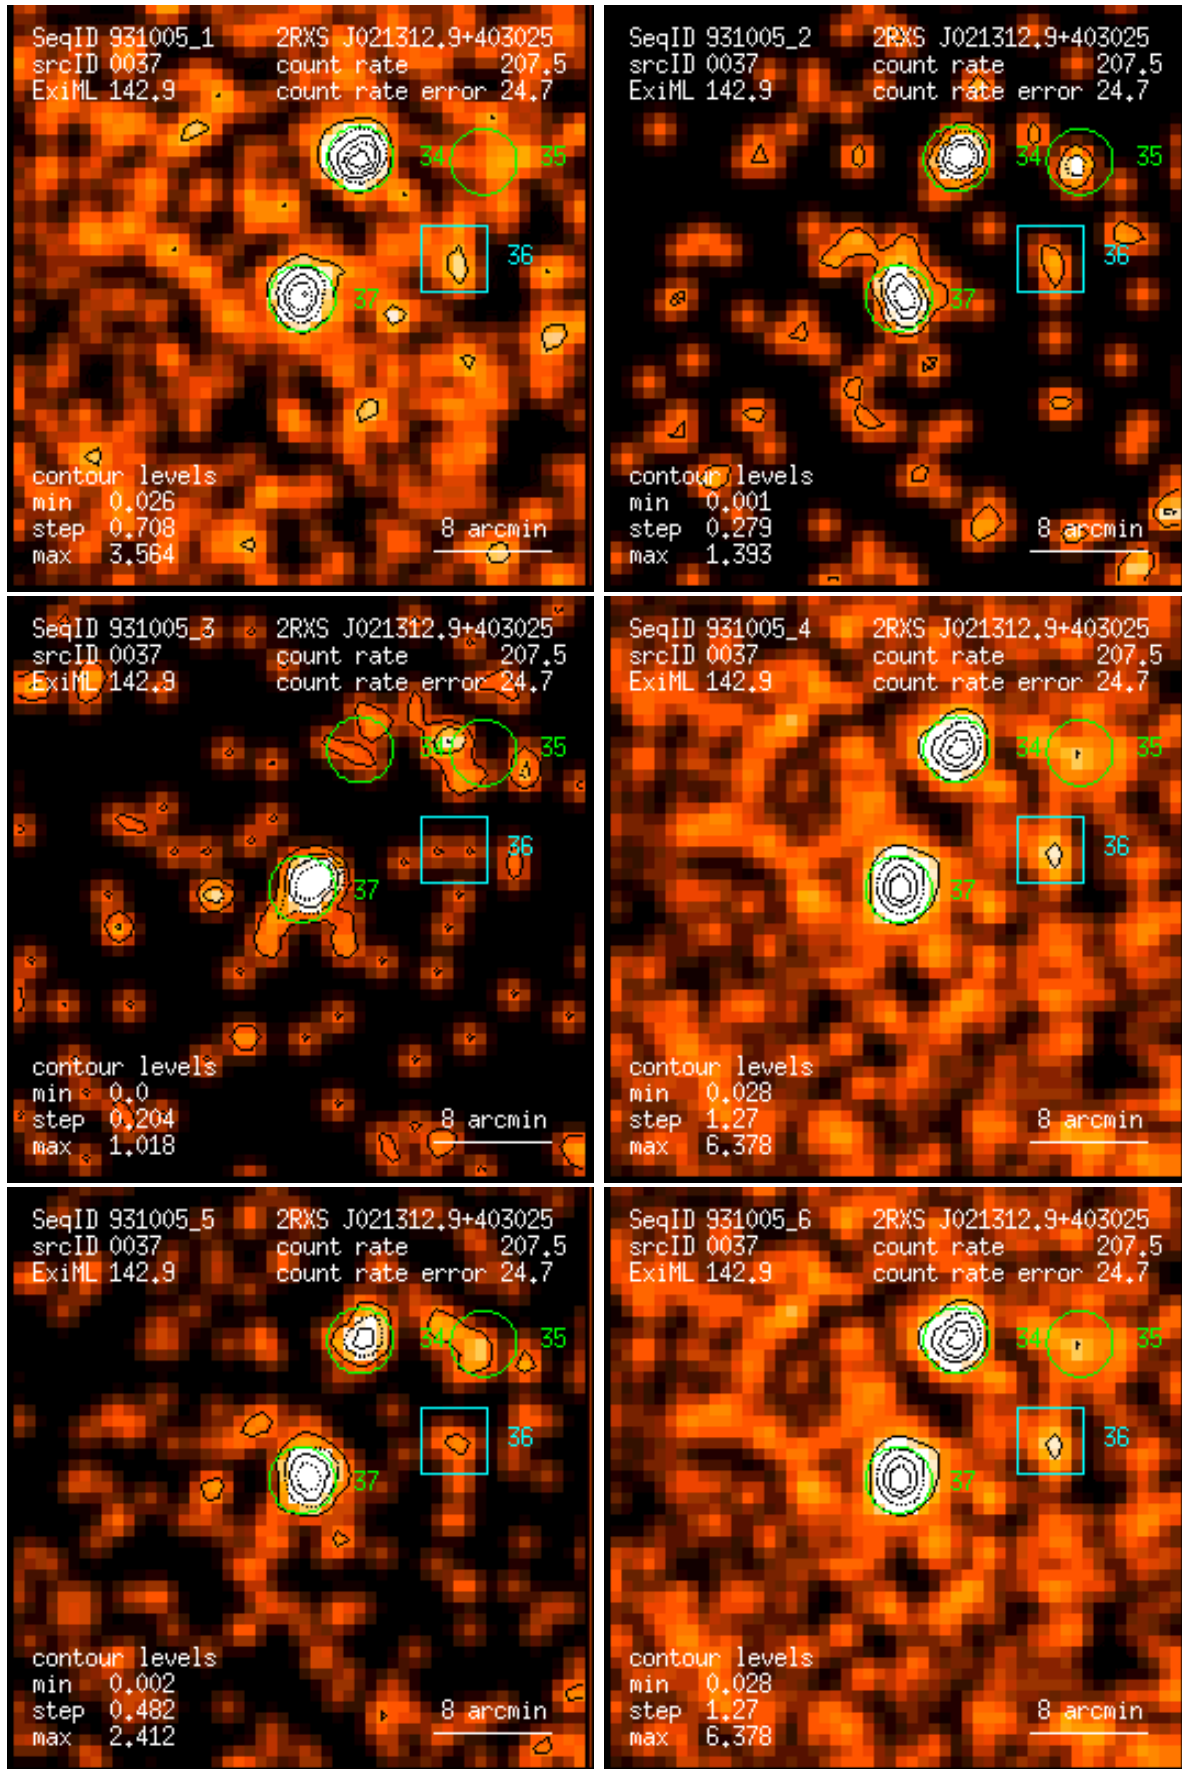 SeqID 931005_1 2RXS J021312.9+403025
srcID 0037 count rate 207.5
ExiML 142.9 count rate error 24.7
34 35
36
37
contour levels
min 0.026
step 0.708 8 arcmin
max 3.564
SeqID 931005_2 2RXS J021312.9+403025
srcID 0037 count rate 207.5
ExiML 142.9 count rate error 24.7
34 35
36
37
contour levels
min 0.001
step 0.279 8 arcmin
max 1.393
SeqID 931005_3 2RXS J021312.9+403025
srcID 0037 count rate 207.5
ExiML 142.9 count rate error 24.7
34 35
36
37
contour levels
min 0.0
step 0.204 8 arcmin
max 1.018
SeqID 931005_4 2RXS J021312.9+403025
srcID 0037 count rate 207.5
ExiML 142.9 count rate error 24.7
34 35
36
37
contour levels
min 0.028
step 1.27 8 arcmin
max 6.378
SeqID 931005_5 2RXS J021312.9+403025
srcID 0037 count rate 207.5
ExiML 142.9 count rate error 24.7
34 35
36
37
contour levels
min 0.002
step 0.482 8 arcmin
max 2.412
SeqID 931005_6 2RXS J021312.9+403025
srcID 0037 count rate 207.5
ExiML 142.9 count rate error 24.7
34 35
36
37
contour levels
min 0.028
step 1.27 8 arcmin
max 6.378